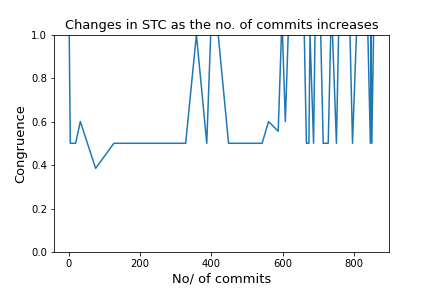 Changes in STC as the no. of commits increases
1.0
0.8
0.6
0.4
0.2
0.0
Congruence
0 200 400 600 800
No/ of commits